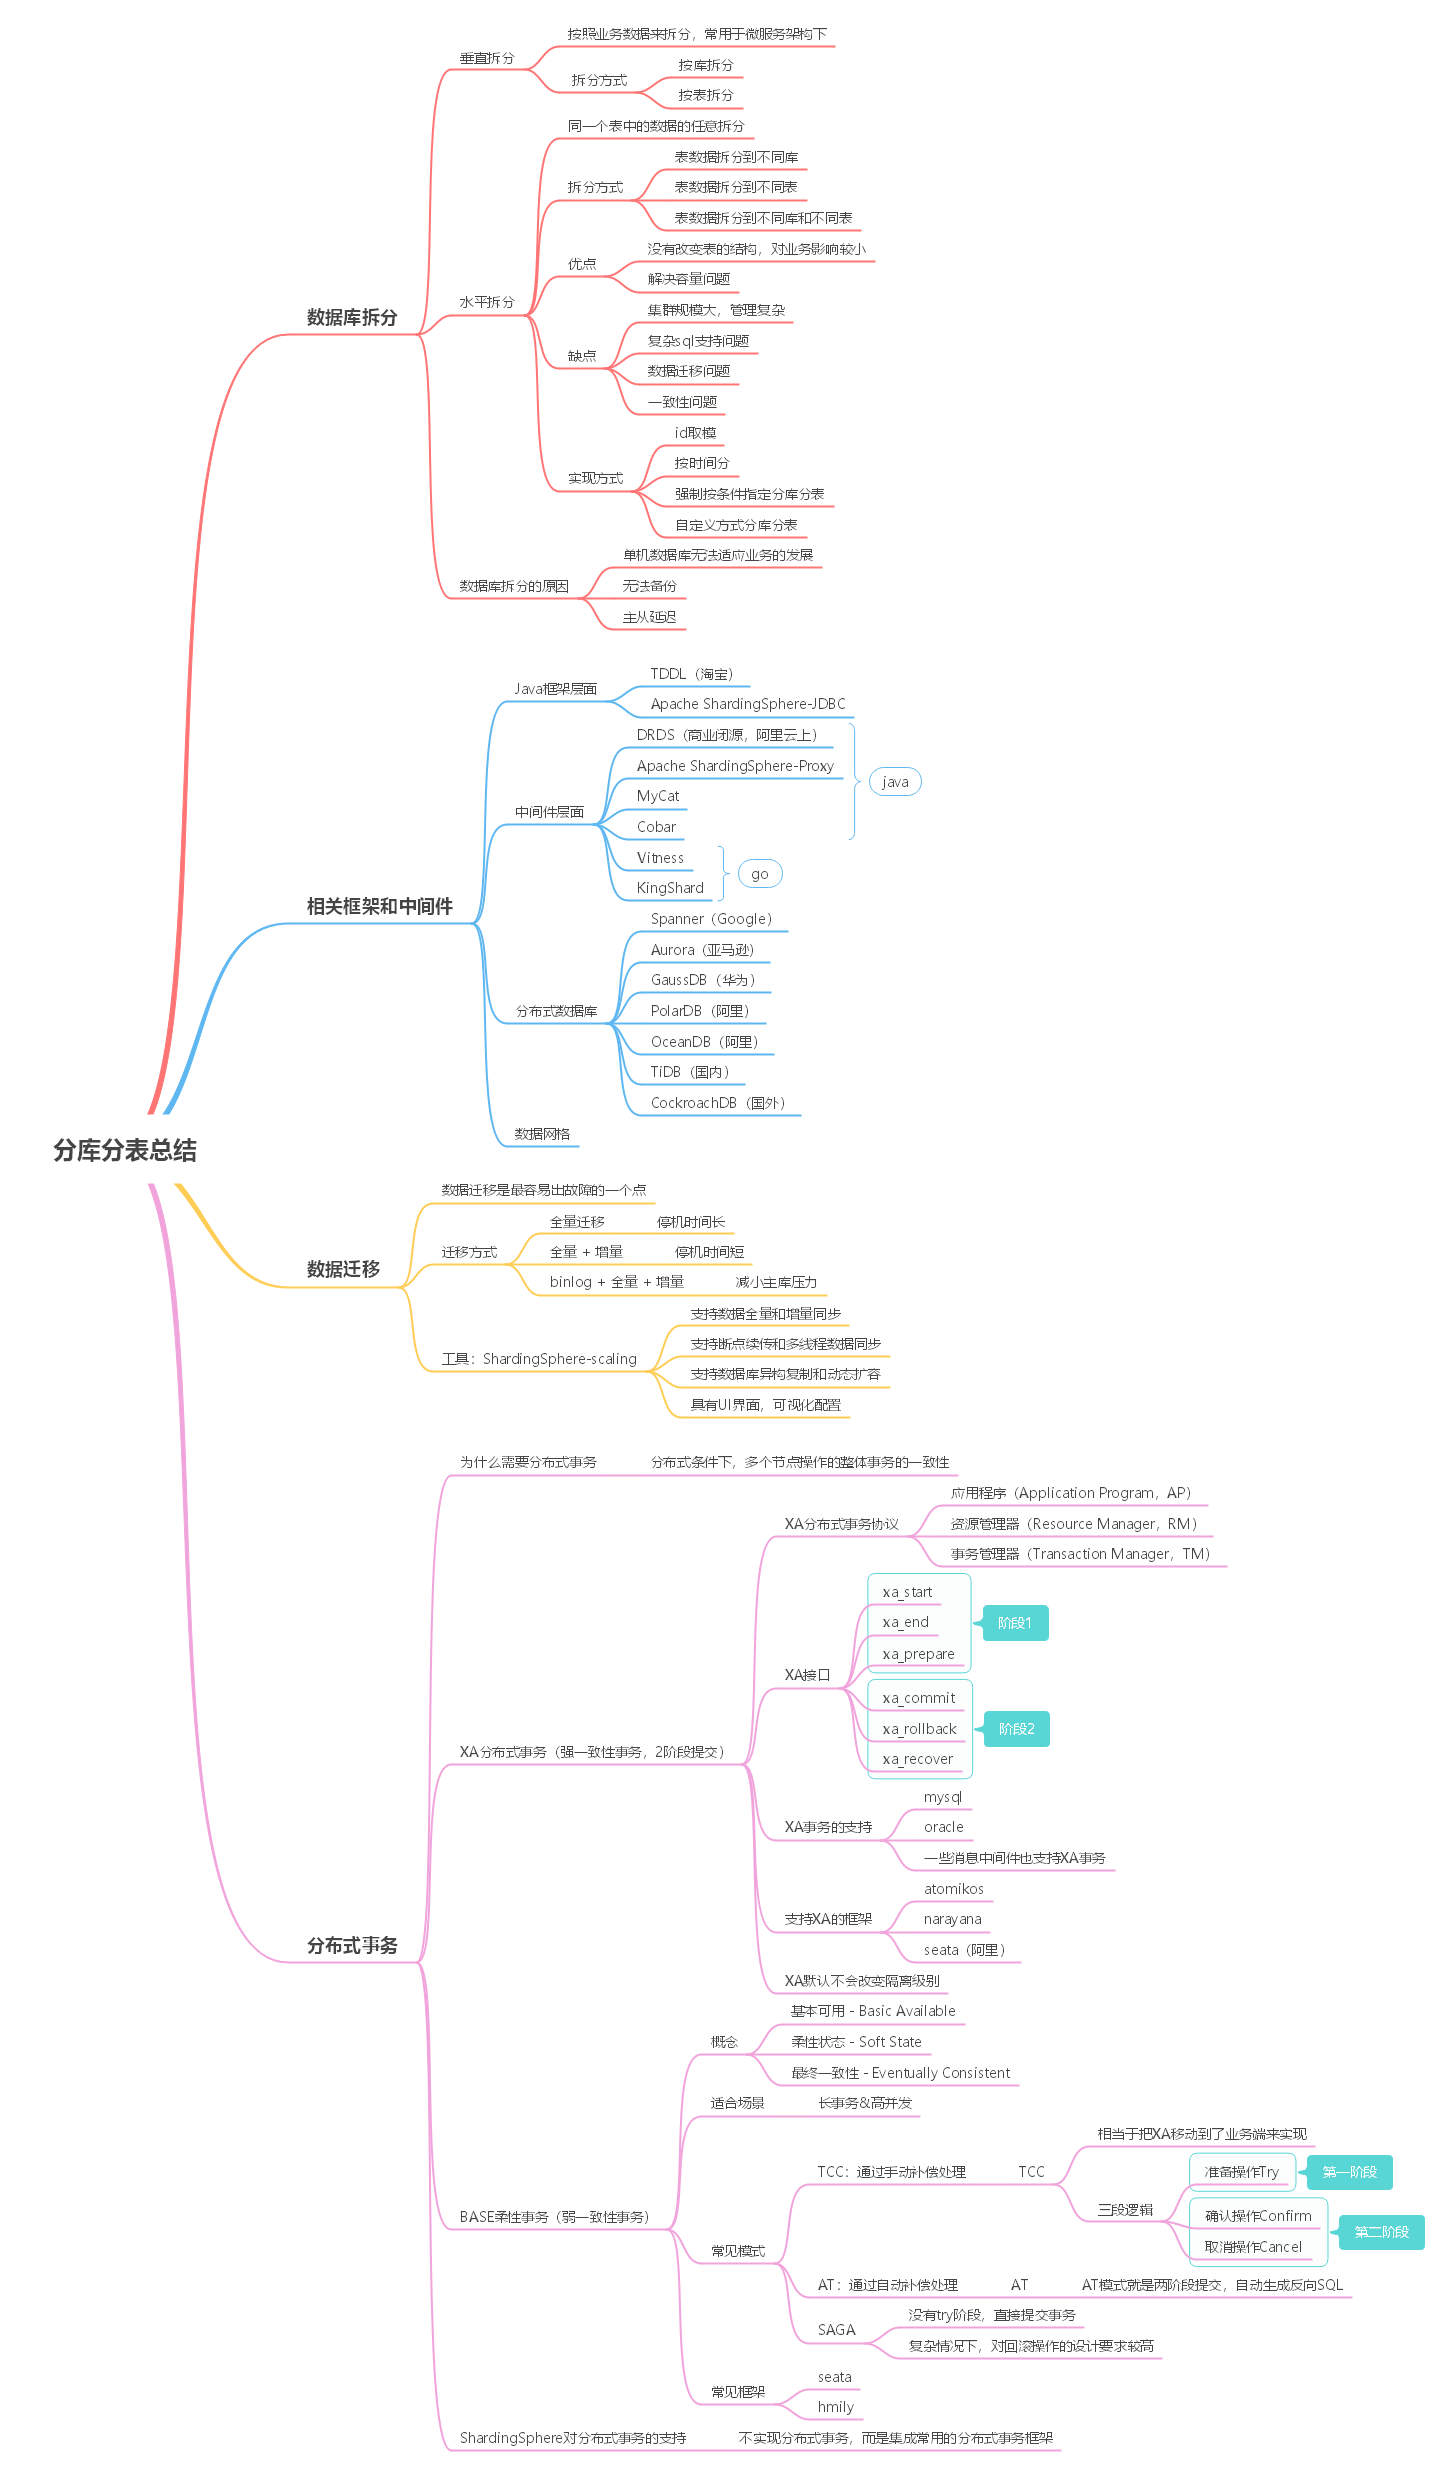 分库分表总结
数据库拆分
垂直拆分
按照业务数据来拆分，常用于微服务架构下
拆分方式
按库拆分
按表拆分
水平拆分
同一个表中的数据的任意拆分
拆分方式
表数据拆分到不同库
表数据拆分到不同表
表数据拆分到不同库和不同表
优点
没有改变表的结构，对业务影响较小
解决容量问题
缺点
集群规模大，管理复杂
复杂sql支持问题
数据迁移问题
一致性问题
实现方式
id取模
按时间分
强制按条件指定分库分表
自定义方式分库分表
数据库拆分的原因
单机数据库无法适应业务的发展
无法备份
主从延迟
相关框架和中间件
Java框架层面
TDDL（淘宝）
Apache ShardingSphere-JDBC
中间件层面
DRDS（商业闭源，阿里云上）
Apache ShardingSphere-Proxy
MyCat
Cobar
java
Vitness
KingShard
go
分布式数据库
Spanner（Google）
Aurora（亚马逊）
GaussDB（华为）
PolarDB（阿里）
OceanDB（阿里）
TiDB（国内）
CockroachDB（国外）
数据网格
数据迁移
数据迁移是最容易出故障的一个点
迁移方式
全量迁移
停机时间长
全量 + 增量
停机时间短
binlog + 全量 + 增量
减小主库压力
工具：ShardingSphere-scaling
支持数据全量和增量同步
支持断点续传和多线程数据同步
支持数据库异构复制和动态扩容
具有UI界面，可视化配置
分布式事务
为什么需要分布式事务
分布式条件下，多个节点操作的整体事务的一致性
XA分布式事务（强一致性事务，2阶段提交）
XA分布式事务协议
应用程序（Application Program，AP）
资源管理器（Resource Manager，RM）
事务管理器（Transaction Manager，TM）
XA接口
xa_start
xa_end
xa_prepare
阶段1
xa_commit
xa_rollback
xa_recover
阶段2
XA事务的支持
mysql
oracle
一些消息中间件也支持XA事务
支持XA的框架
atomikos
narayana
seata（阿里）
XA默认不会改变隔离级别
BASE柔性事务（弱一致性事务）
概念
基本可用 - Basic Available
柔性状态 - Soft State
最终一致性 - Eventually Consistent
适合场景
长事务&高并发
常见模式
TCC：通过手动补偿处理
TCC
相当于把XA移动到了业务端来实现
三段逻辑
准备操作Try
第一阶段
确认操作Confirm
取消操作Cancel
第二阶段
AT：通过自动补偿处理
AT
AT模式就是两阶段提交，自动生成反向SQL
SAGA
没有try阶段，直接提交事务
复杂情况下，对回滚操作的设计要求较高
常见框架
seata
hmily
ShardingSphere对分布式事务的支持
不实现分布式事务，而是集成常用的分布式事务框架